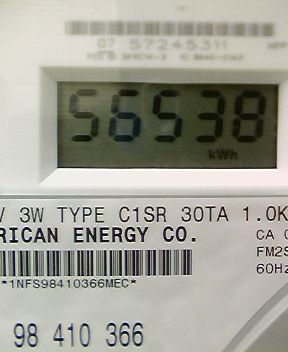 07 57245311
56538
kWh
V 3W TYPE C1SR 30TA 1.0K
RICAN ENERGY CO.
CA
FM2S
60Hz
*1NFS98410366MEC*
98 410 366